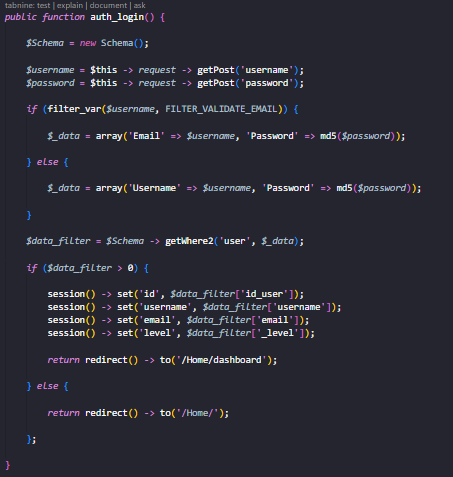 tabnine: test | explain | document | ask
public function auth_login() {
$Schema = new Schema();
$username = $this -> request -> getPost('username');
$password = $this -> request -> getPost('password');
if (filter_var($username, FILTER_VALIDATE_EMAIL)) {
$_data = array('Email' => $username, 'Password' => md5($password));
} else {
$_data = array('Username' => $username, 'Password' => md5($password));
}
$data_filter = $Schema -> getWhere2('user', $_data);
if ($data_filter > 0) {
session() -> set('id', $data_filter['id_user']);
session() -> set('username', $data_filter['username']);
session() -> set('email', $data_filter['email']);
session() -> set('level', $data_filter['_level']);
return redirect() -> to('/Home/dashboard');
} else {
return redirect() -> to('/Home/');
};
}